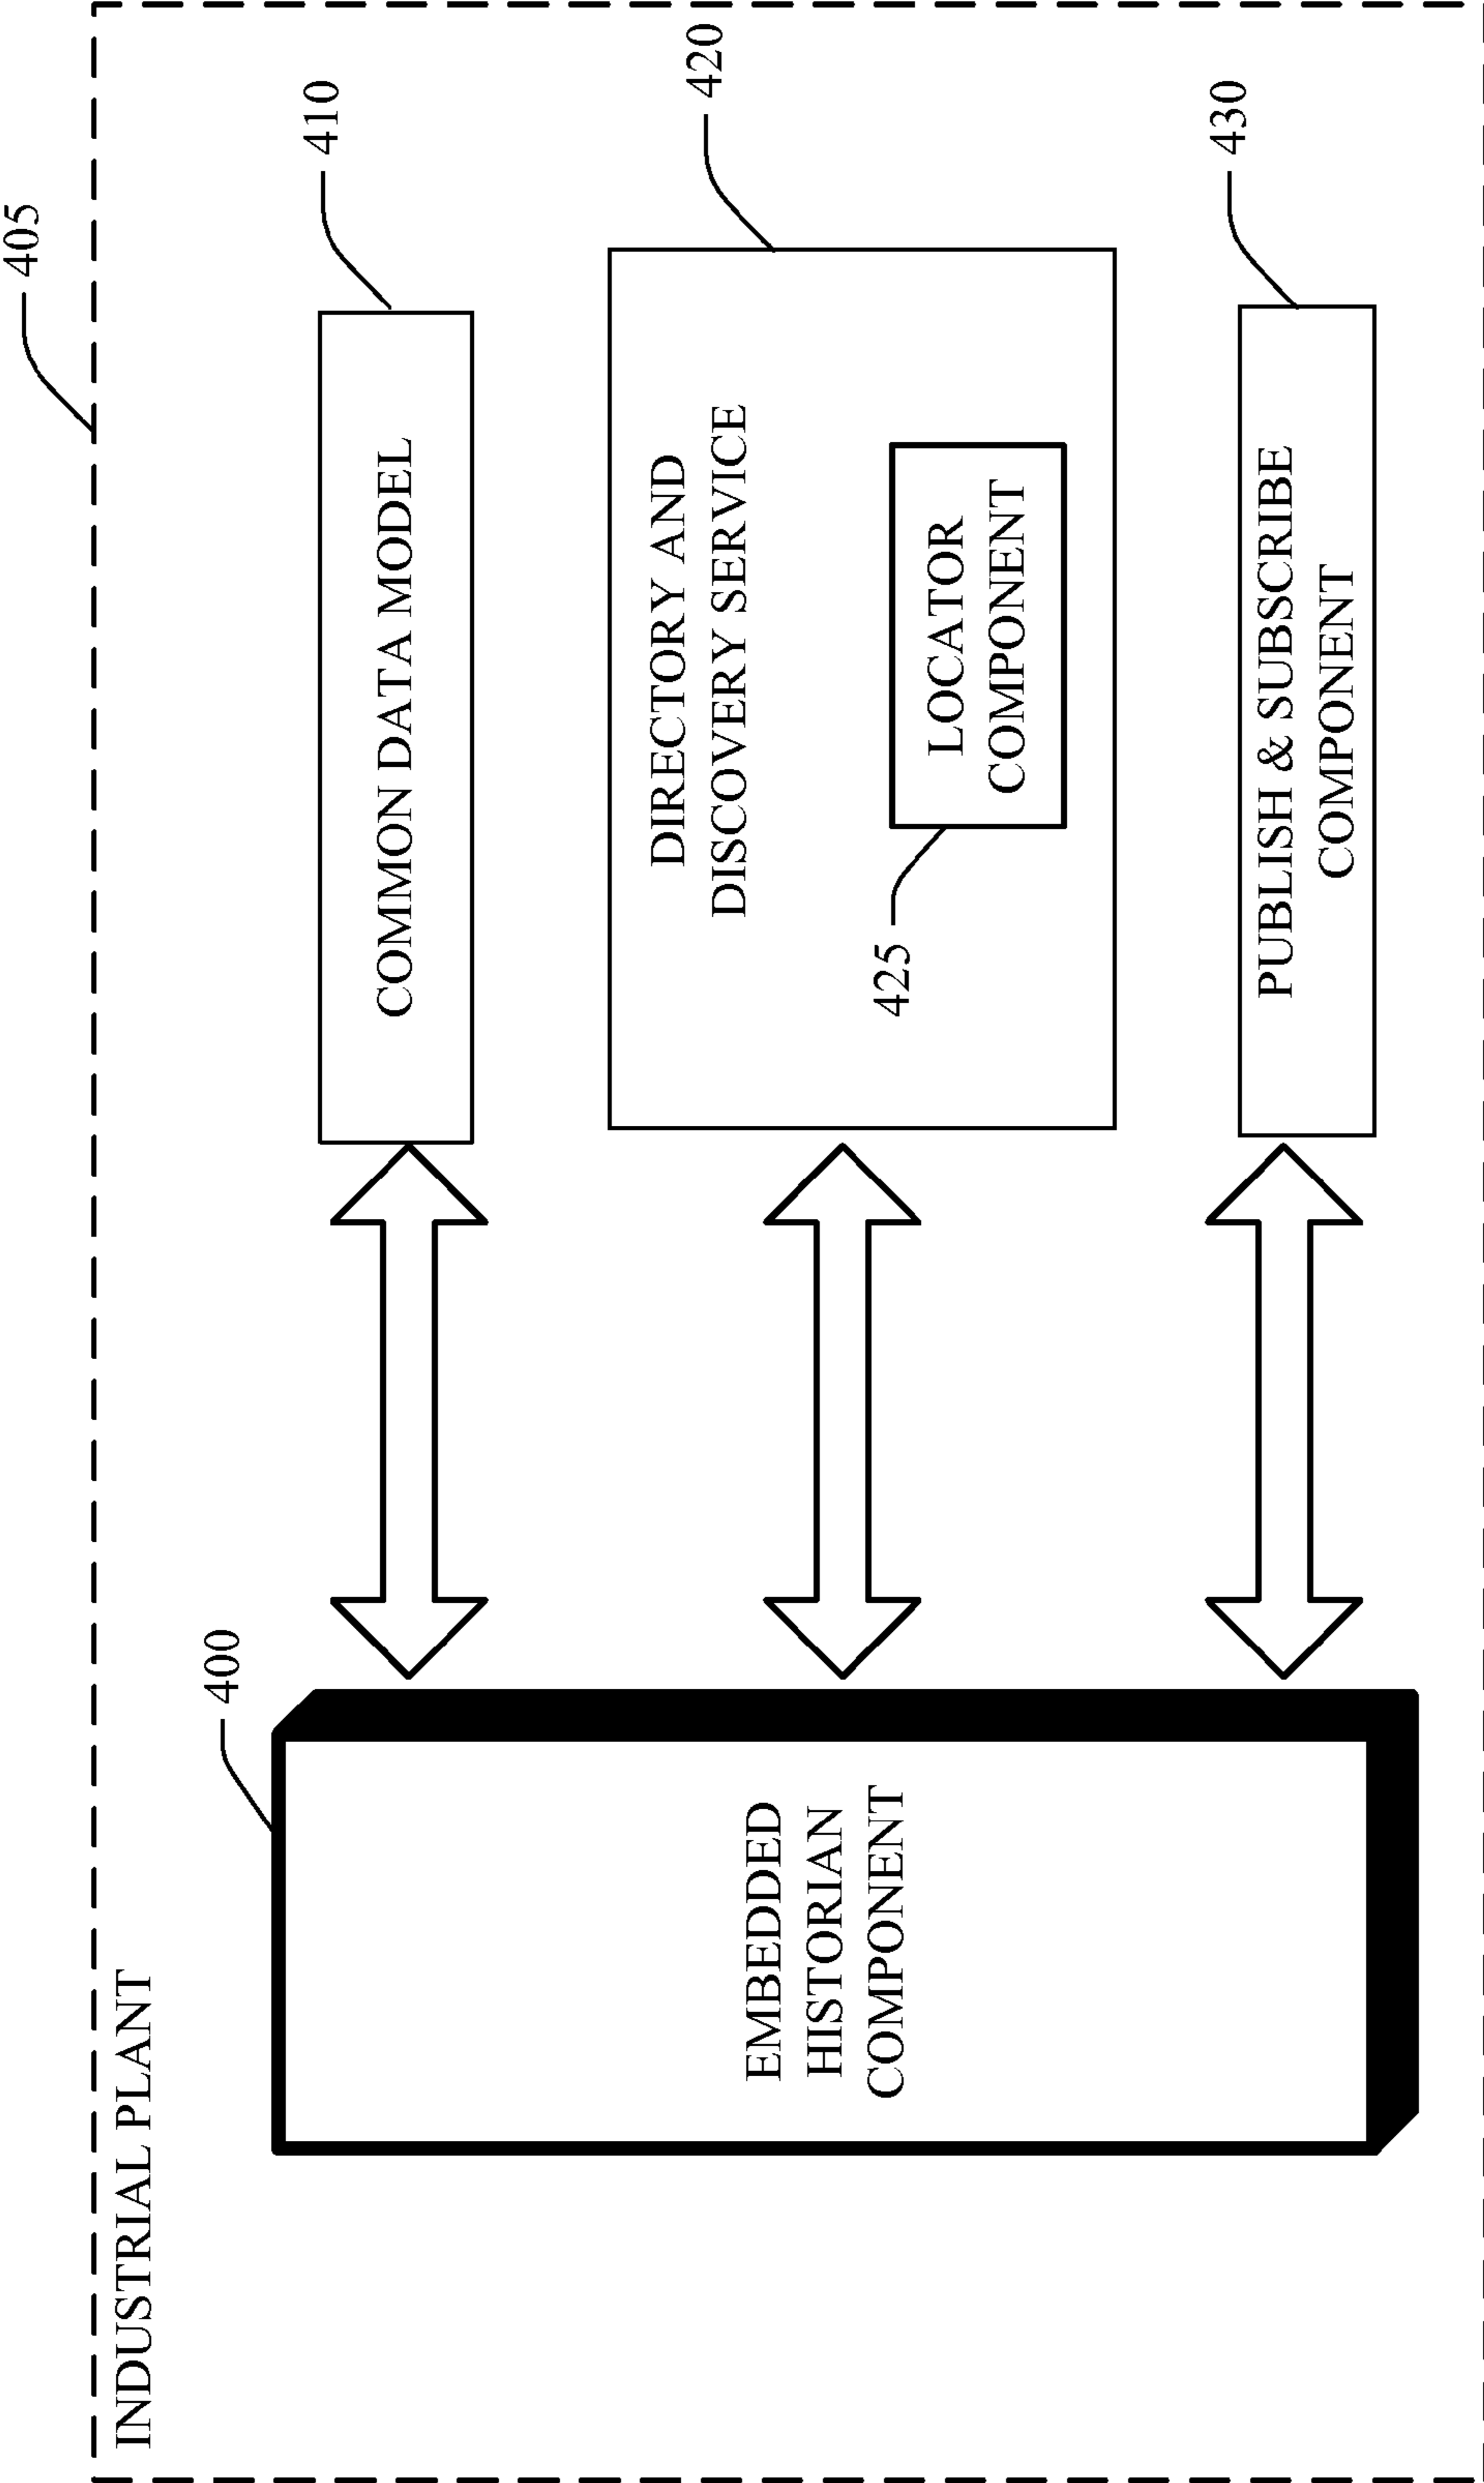 405
INDUSTRIAL PLANT
400
410
COMMON DATA MODEL
420
EMBEDDED
HISTORIAN
COMPONENT
DIRECTORY AND
DISCOVERY SERVICE
425
LOCATOR
COMPONENT
430
PUBLISH & SUBSCRIBE
COMPONENT